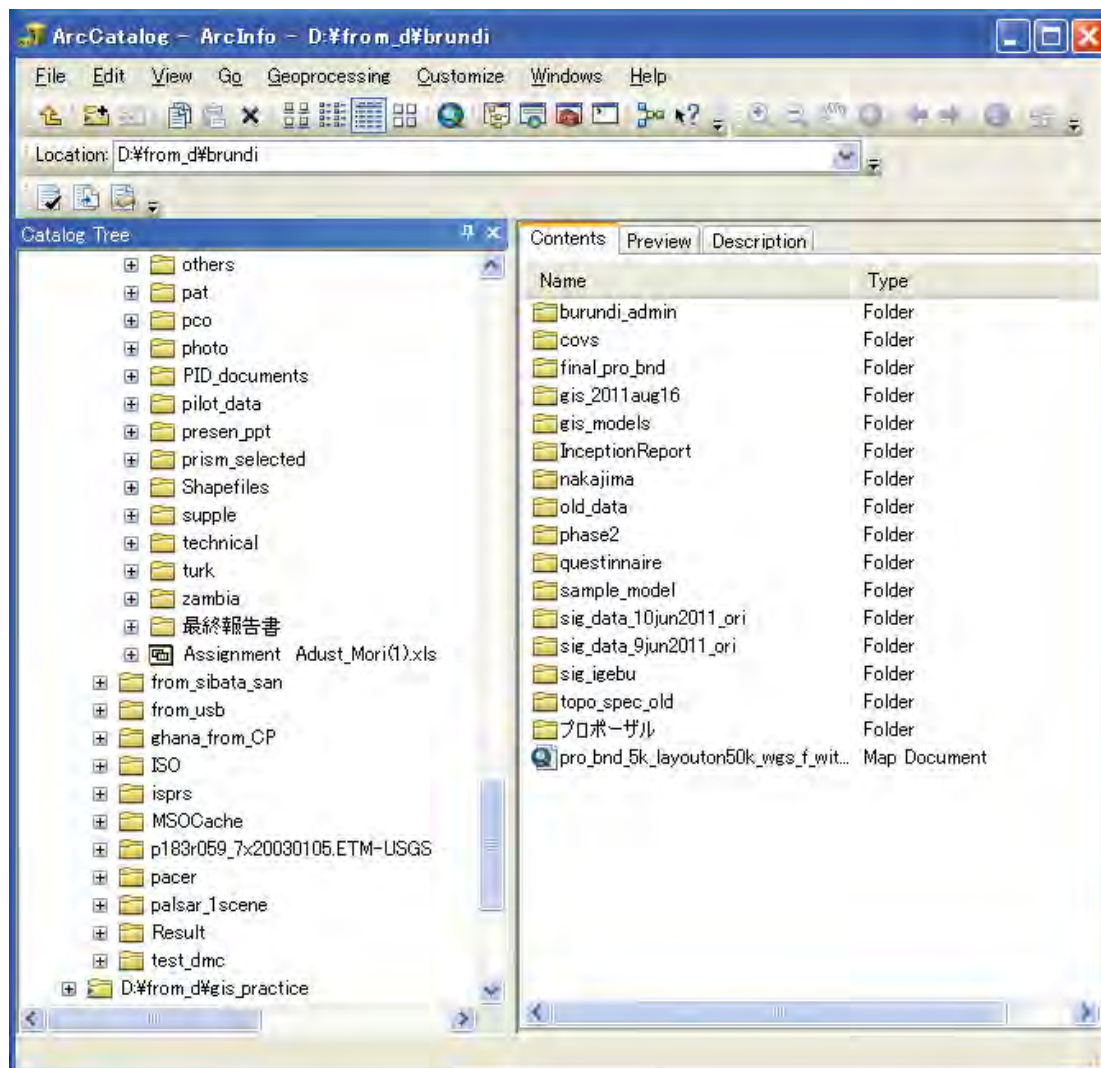 ArcCatalog - ArcInfo - D:¥from_d¥brundi
File Edit View Go Geoprocessing Customize Windows Help
Location: D:¥from_d¥brundi
Catalog Tree
others
pat
pco
photo
PID_documents
pilot_data
presen_ppt
prism_selected
Shapefiles
supple
technical
turk
zambia
最終報告書
Assignment Adust_Mori(1).xls
from_sibata_san
from_usb
ghana_from_CP
ISO
isprs
MSOCache
p183r059_7x20030105.ETM-USGS
pacer
palsar_1scene
Result
test_dmc
D:¥from_d¥gis_practice
Contents Preview Description
Name Type
burundi_admin Folder
covs Folder
final_pro_bnd Folder
gis_2011aug16 Folder
gis_models Folder
InceptionReport Folder
nakajima Folder
old_data Folder
phase2 Folder
questinnaire Folder
sample_model Folder
sig_data_10jun2011_ori Folder
sig_data_9jun2011_ori Folder
sig_igebu Folder
topo_spec_old Folder
プロポーザル Folder
pro_bnd_5k_layouton50k_wgs_f_wit... Map Document